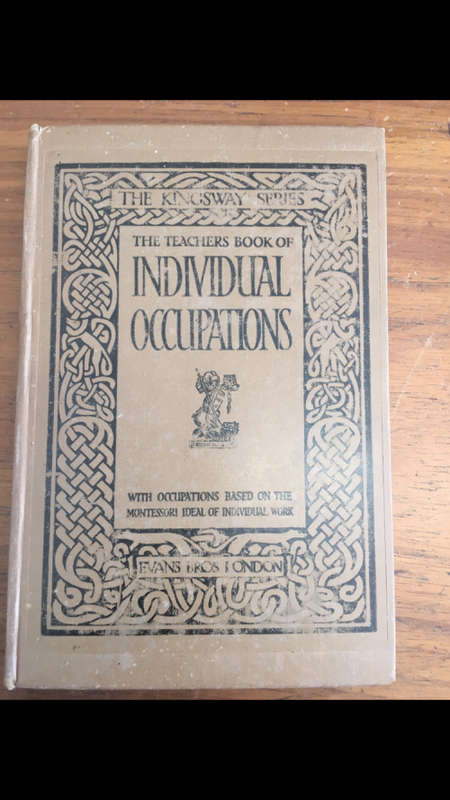 THE KINGSWAY SERIES
THE TEACHERS BOOK OF
INDIVIDUAL
OCCUPATIONS
WITH OCCUPATIONS BASED ON THE
MONTESSORI IDEAL OF INDIVIDUAL WORK
EVANS BROS LONDON